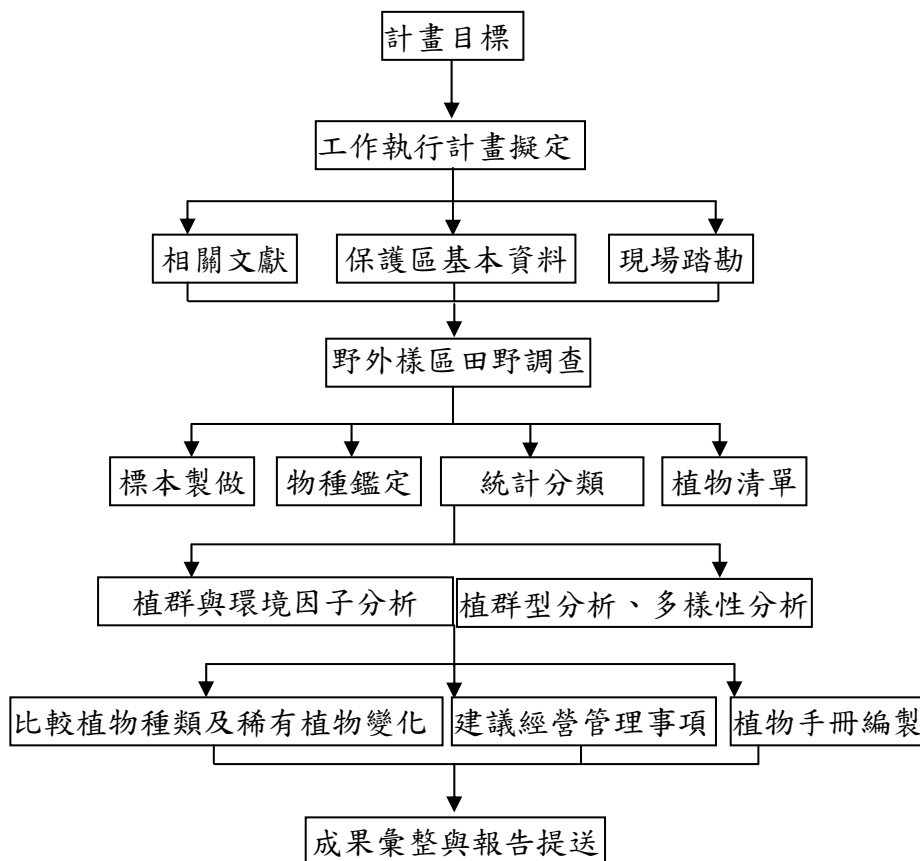 計畫目標
工作執行計畫擬定
相關文獻
保護區基本資料
現場踏勘
野外樣區田野調查
標本製做
物種鑑定
統計分類
植物清單
植群與環境因子分析
植群型分析、多樣性分析
比較植物種類及稀有植物變化
建議經營管理事項
植物手冊編製
成果彙整與報告提送